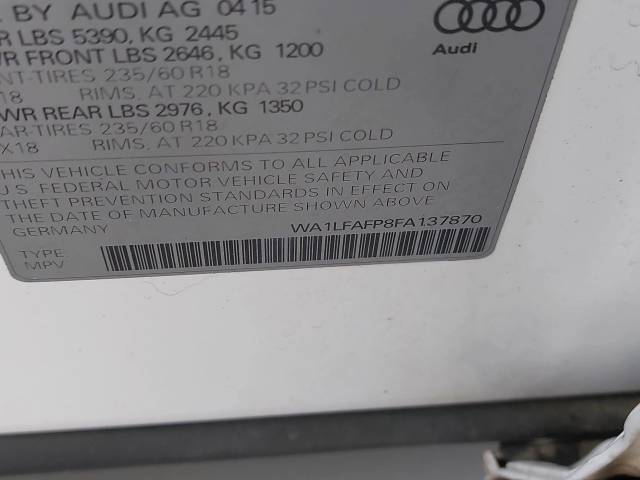 BY AUDI AG 04 15
R LBS 5390, KG 2445
R FRONT LBS 2646, KG 1200
NT-TIRES 235/60 R18
18 RIMS, AT 220 KPA 32 PSI COLD
WR REAR LBS 2976, KG 1350
AR-TIRES 235/60 R18
X18 RIMS, AT 220 KPA 32 PSI COLD
THIS VEHICLE CONFORMS TO ALL APPLICABLE
U.S. FEDERAL MOTOR VEHICLE SAFETY AND
THEFT PREVENTION STANDARDS IN EFFECT ON
THE DATE OF MANUFACTURE SHOWN ABOVE
GERMANY WA1LFAFP8FA137870
TYPE:
MPV
Audi